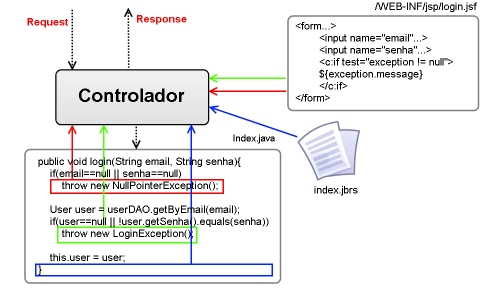 Request
Response
/WEB-INF/jsp/login.jsf
<form...>
<input name="email"...>
<input name="senha"...>
<c:if test="exception != null">
${exception.message}
</c:if>
</form>
Controlador
Index.java
index.jbrs
public void login(String email, String senha){
if(email==null || senha==null)
throw new NullPointerException();
User user = userDAO.getByEmail(email);
if(user==null || !user.getSenha().equals(senha))
throw new LoginException();
this.user = user;
}